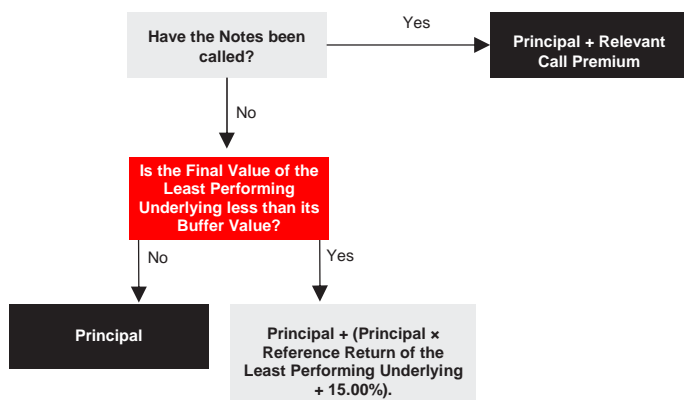 Have the Notes been
called?
Yes
Principal + Relevant
Call Premium
No
Is the Final Value of the
Least Performing
Underlying less than its
Buffer Value?
No
Yes
Principal
Principal + (Principal ×
Reference Return of the
Least Performing Underlying
+ 15.00%).